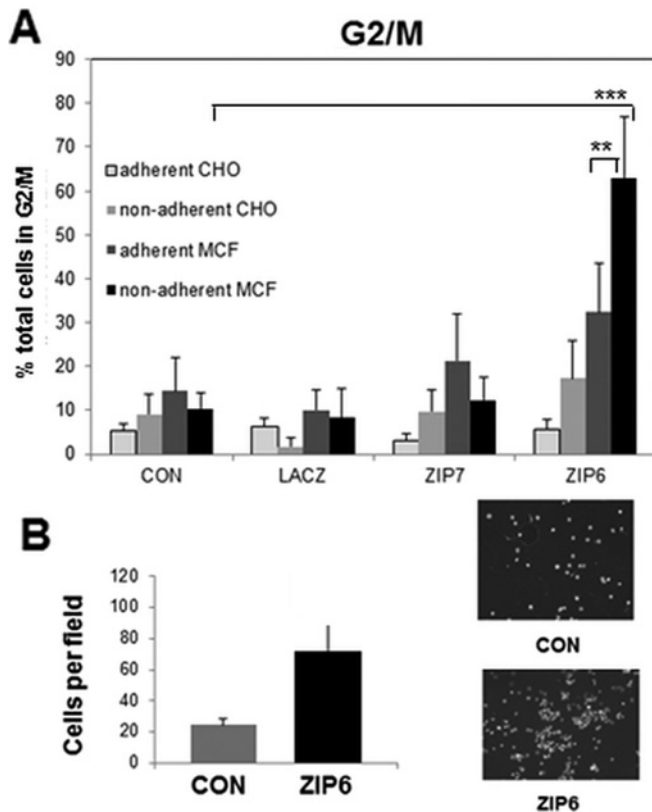 A
G2/M
% total cells in G2/M
90
80
70
60
50
40
30
20
10
0
***
**
adherent CHO
non-adherent CHO
adherent MCF
non-adherent MCF
CON LACZ ZIP7 ZIP6
B
Cells per field
120
100
80
60
40
20
0
CON ZIP6
CON
ZIP6